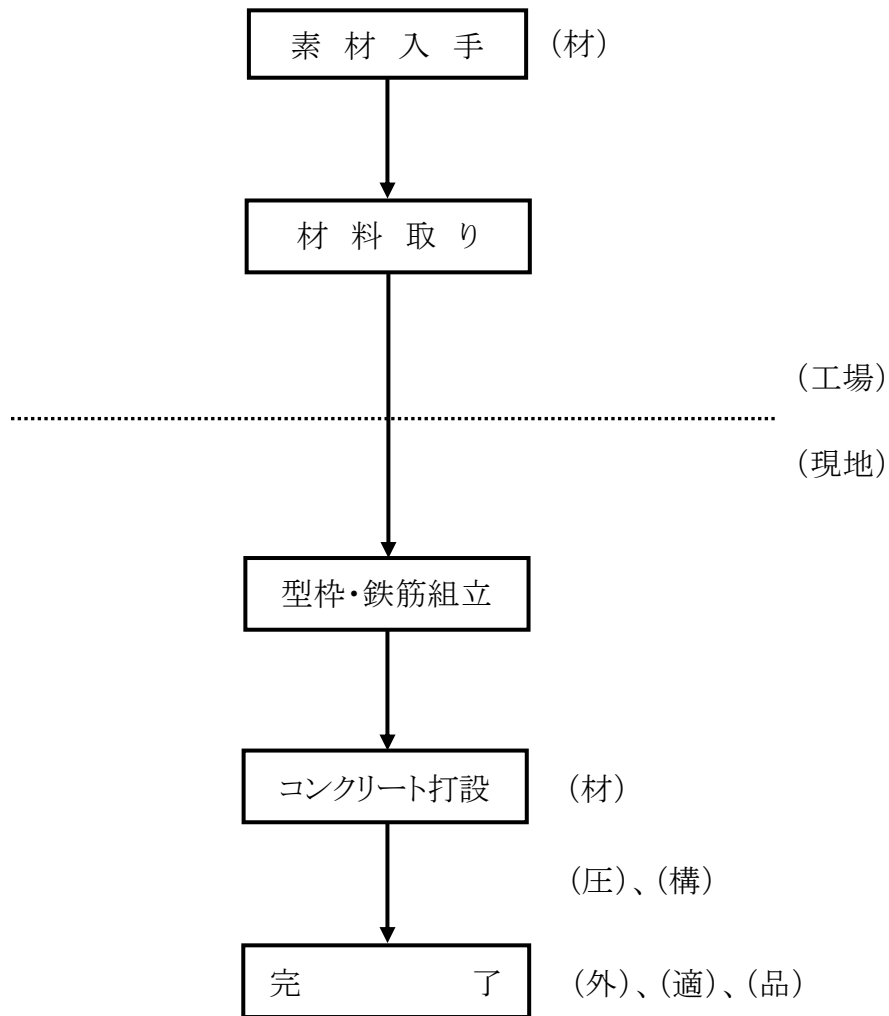 素材入手 (材)
材料取り
(工場)
(現地)
型枠・鉄筋組立
コンクリート打設 (材)
(圧)、(構)
完了 (外)、(適)、(品)